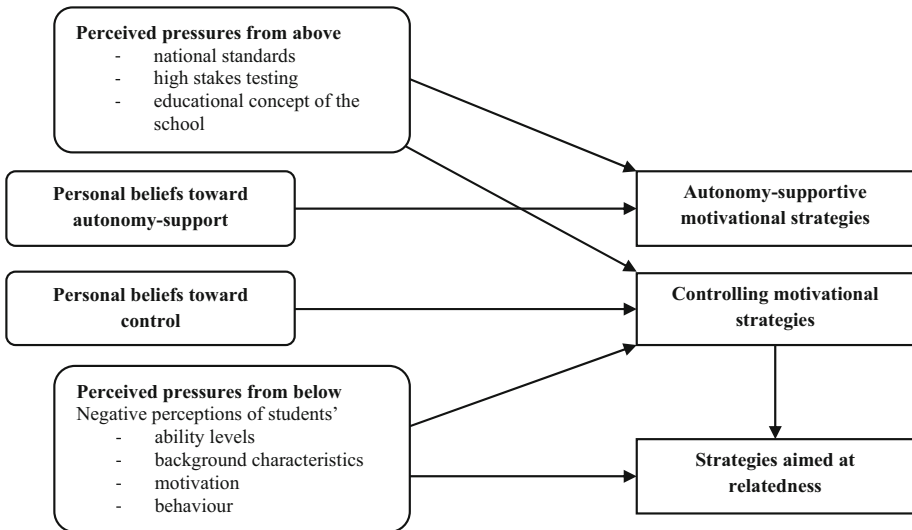 Perceived pressures from above
- national standards
- high stakes testing
- educational concept of the
school
Personal beliefs toward
autonomy-support
Autonomy-supportive
motivational strategies
Personal beliefs toward
control
Controlling motivational
strategies
Perceived pressures from below
Negative perceptions of students’
- ability levels
- background characteristics
- motivation
- behaviour
Strategies aimed at
relatedness